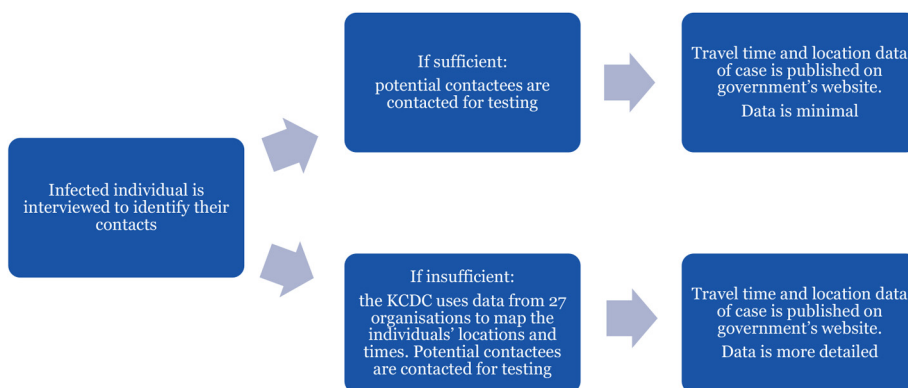 Infected individual is
interviewed to identify their
contacts
If sufficient:
potential contactees are
contacted for testing
Travel time and location data
of case is published on
government's website.
Data is minimal
If insufficient:
the KCDC uses data from 27
organisations to map the
individuals' locations and
times. Potential contactees
are contacted for testing
Travel time and location data
of case is published on
government's website.
Data is more detailed